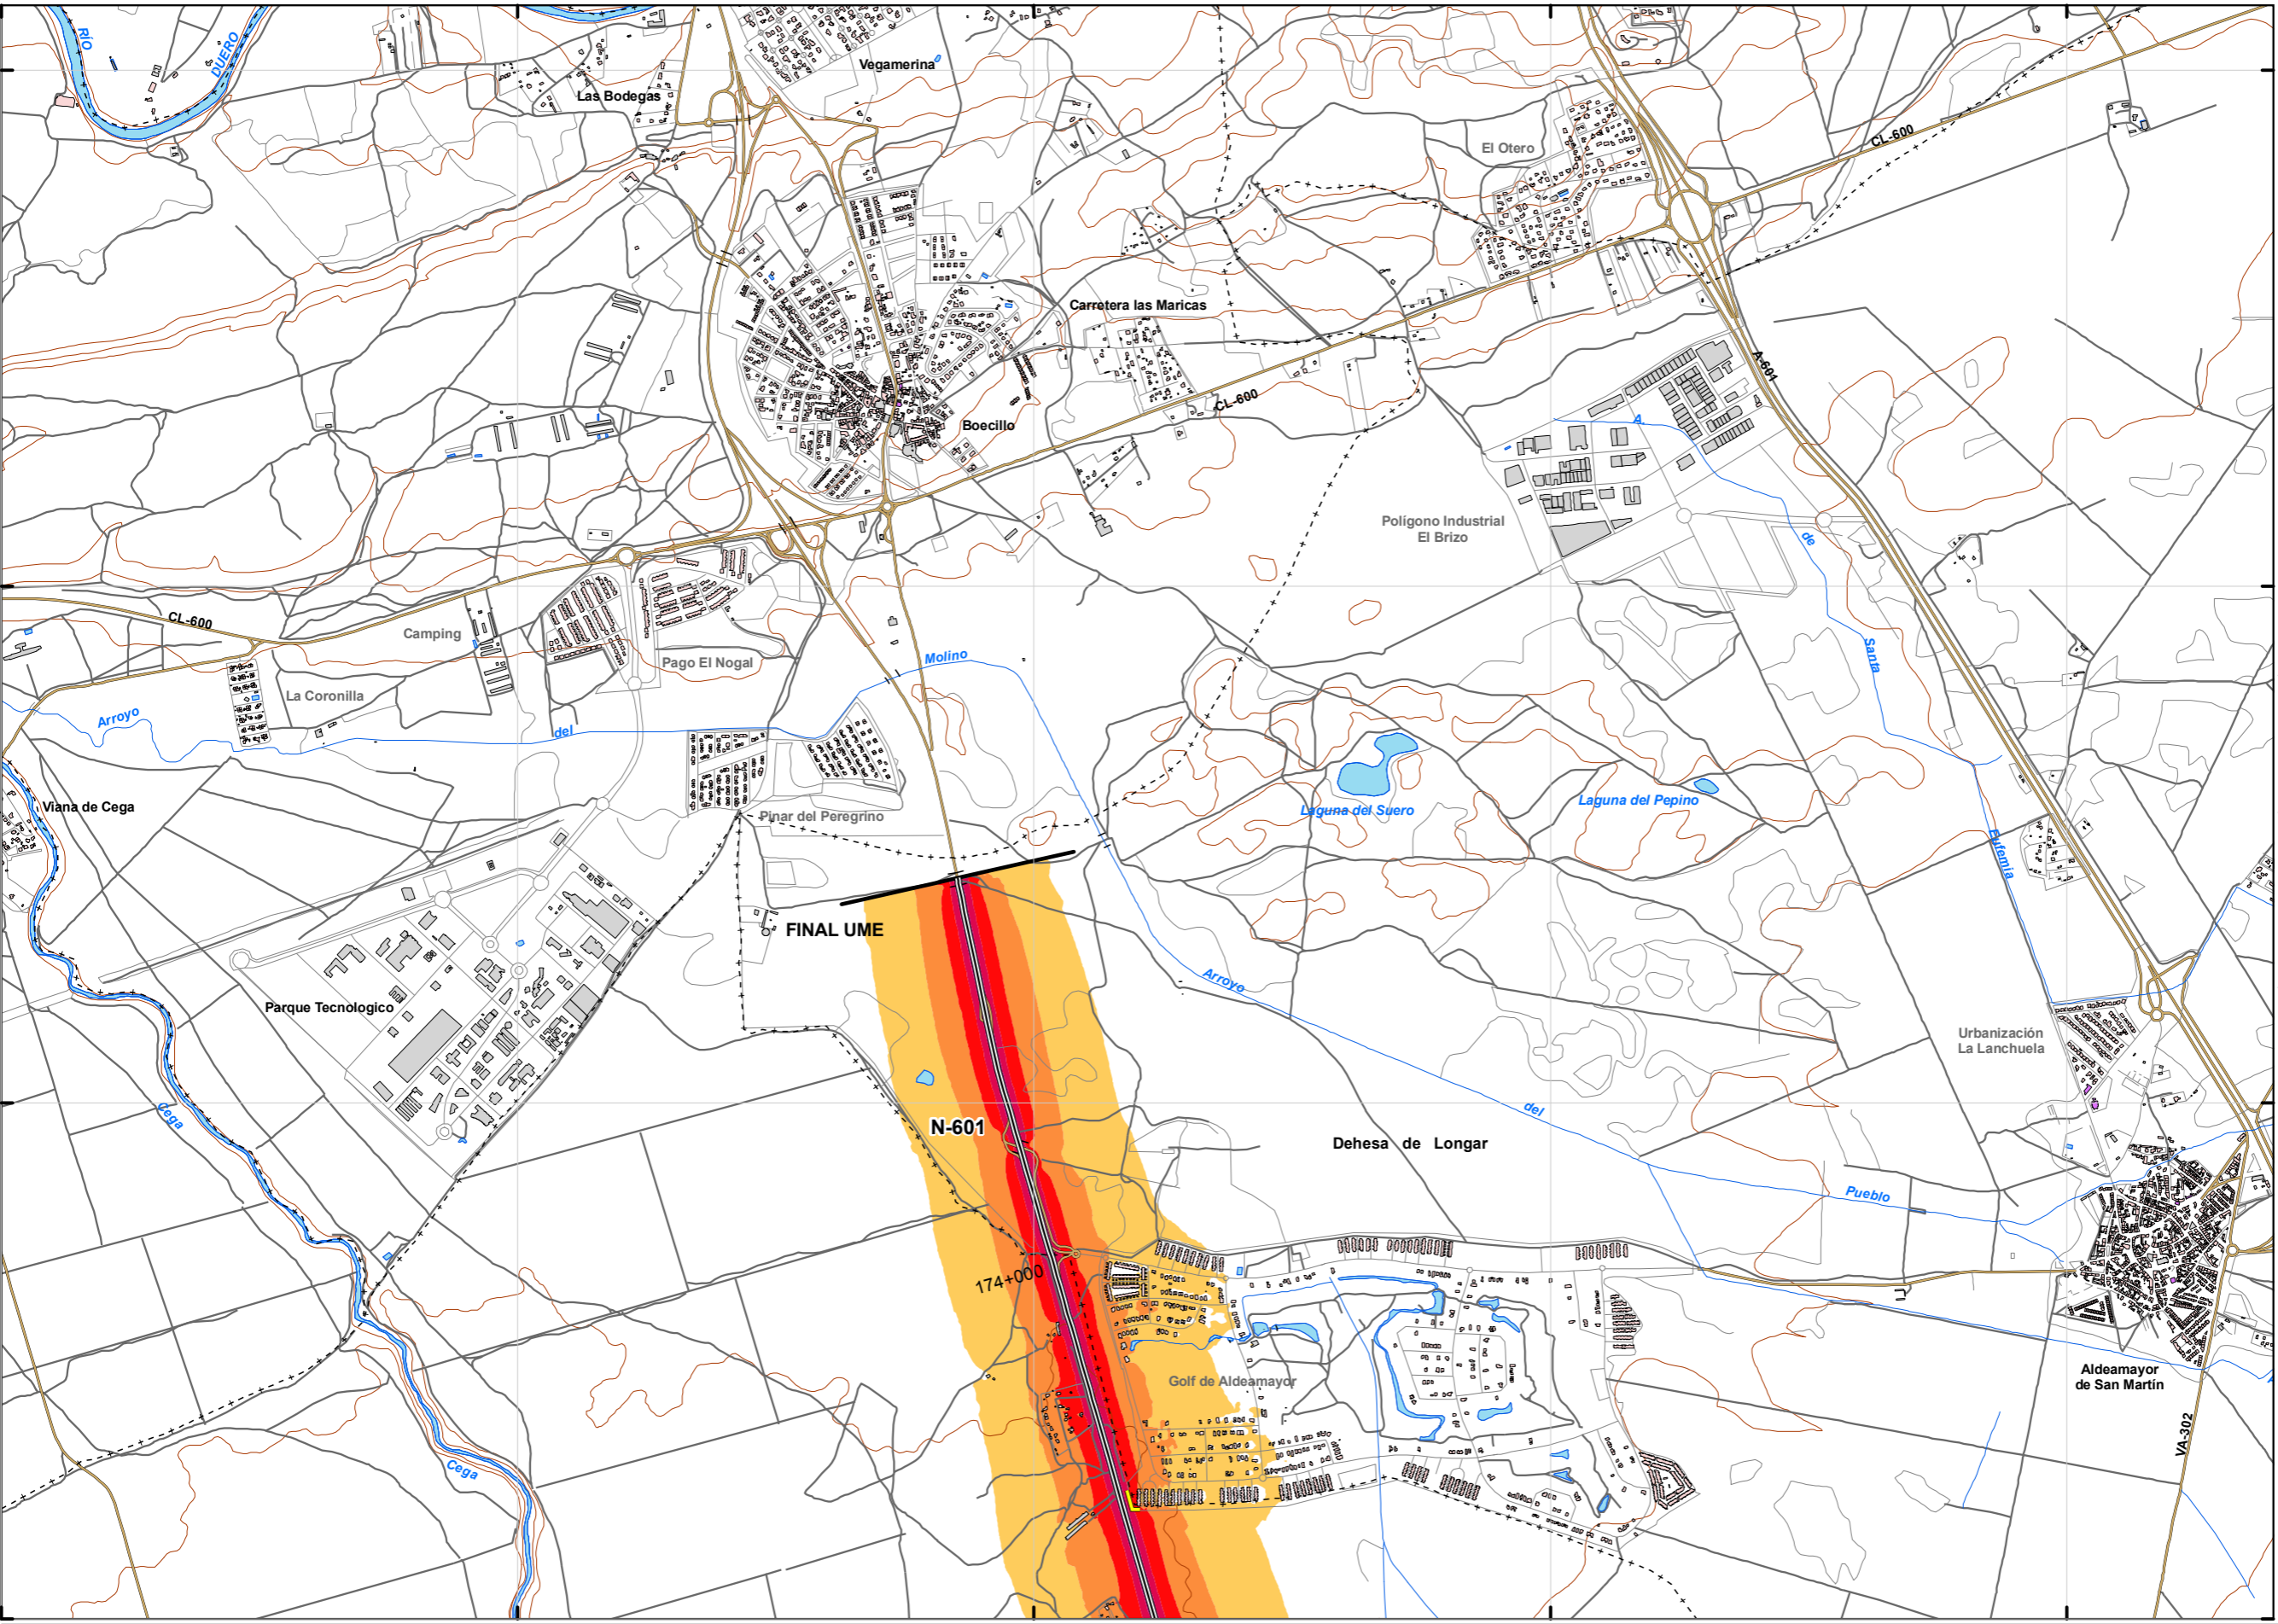 RÍO
DUERO
Las Bodegas
Vegamerina
El Otero
CL-600
Carretera las Maricas
A-601
CL-600
Boecillo
A.
Polígono Industrial
El Brizo
de
CL-600
Camping
Pago El Nogal
Molino
Santa
La Coronilla
Arroyo
del
Viana de Cega
Pinar del Peregrino
Laguna del Suero
Laguna del Pepino
Eufemia
FINAL UME
Arroyo
Parque Tecnologico
Urbanización
La Lanchuela
Cega
N-601
del
Dehesa de Longar
Pueblo
174+000
Golf de Aldeamayor
Aldeamayor
de San Martín
VA-302
Cega